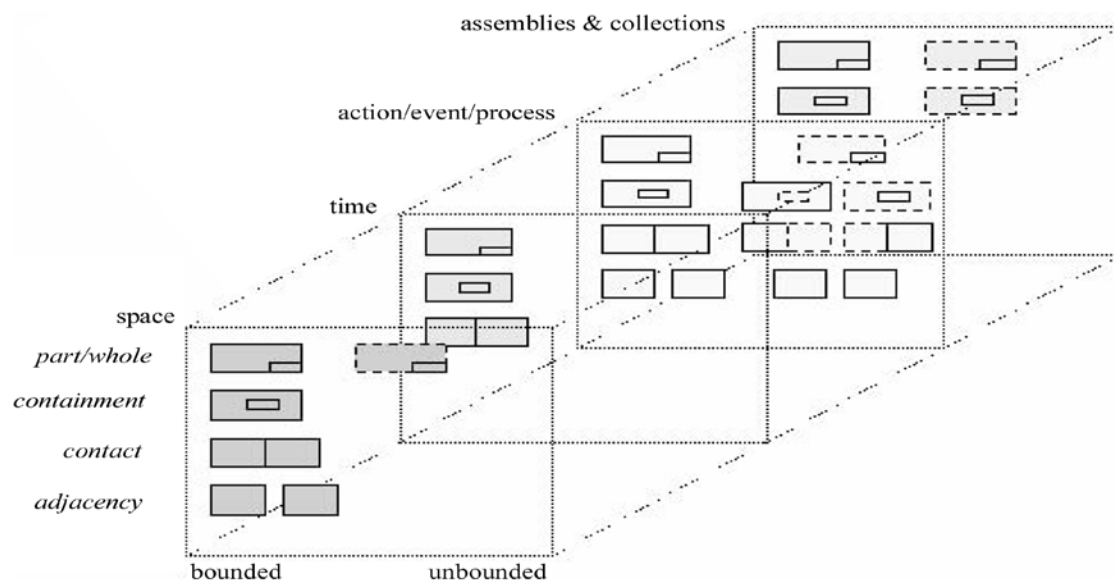 assemblies & collections
action/event/process
time
space
part/whole
containment
contact
adjacency
bounded unbounded